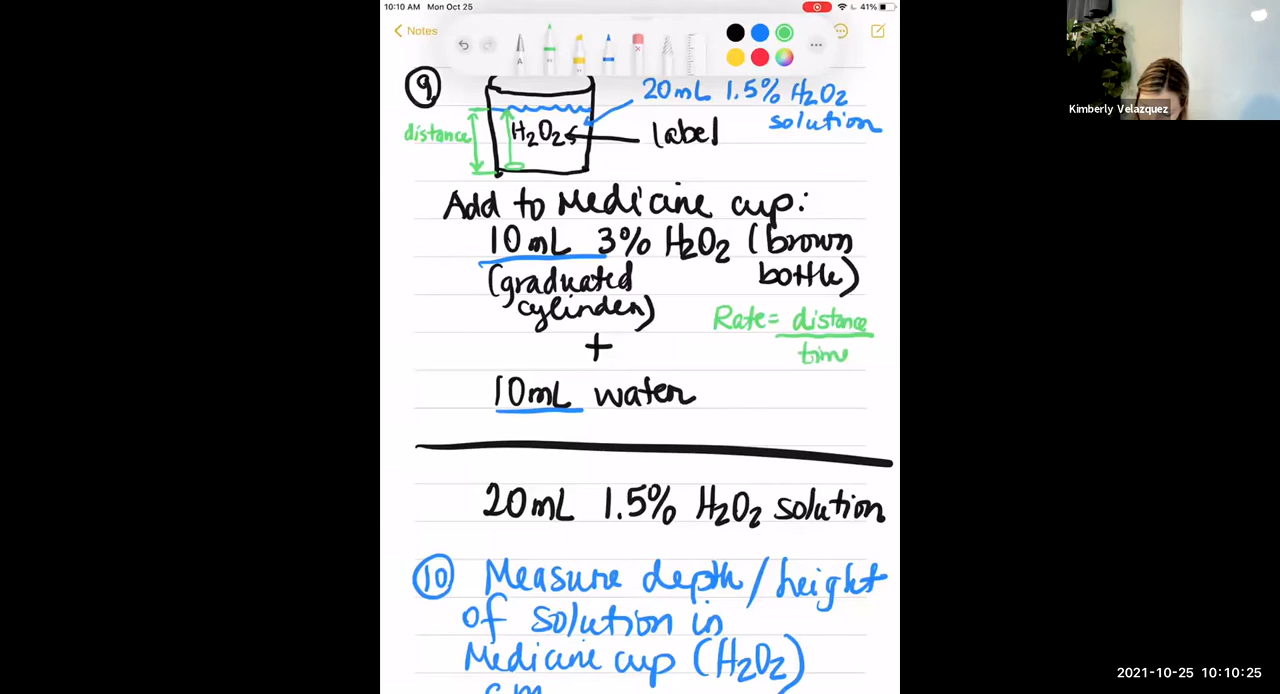 10:10 AM Mon Oct 25
41%
Notes
9
20mL 1.5% H2O2
solution
distance
H2O2
label
Add to Medicine cup:
10mL 3% H2O2 (brown
bottle)
(graduated
cylinder)
Rate= distance
time
+
10mL water
20mL 1.5% H2O2 solution
10 Measure depth/height
of solution in
Medicine cup (H2O2)
cm
Kimberly Velazquez
2021-10-25 10:10:25